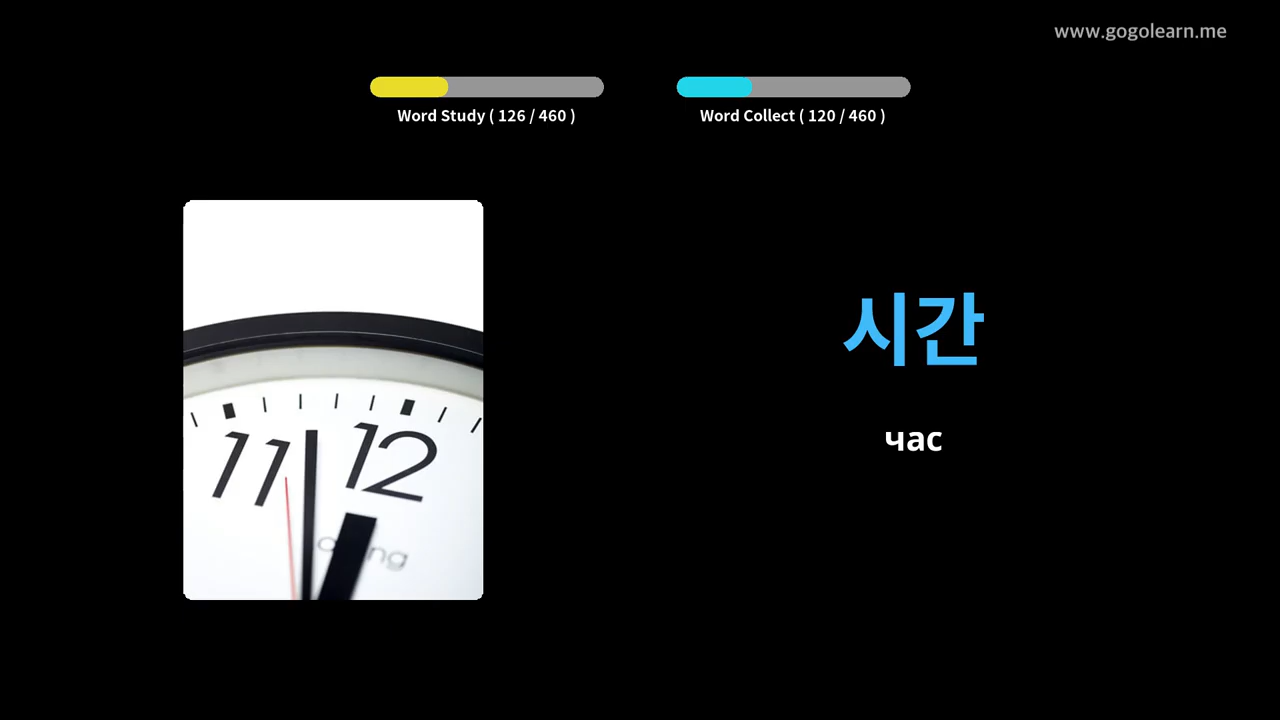 www.gogolearn.me
Word Study ( 126 / 460 )
Word Collect ( 120 / 460 )
11 12
시간
час